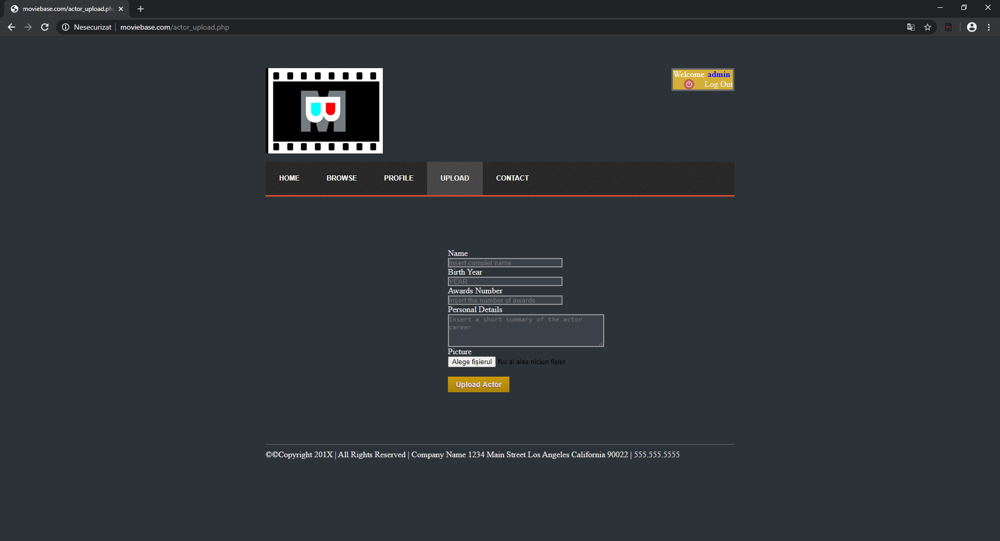 moviebase.com/actor_upload.ph
Nesecurizat
moviebase.com/actor_upload.php
MB
Welcome admin
Log Out
HOME BROWSE PROFILE UPLOAD CONTACT
Name
Insert complet name
Birth Year
YEAR
Awards Number
Insert the number of awards
Personal Details
Insert a short summary of the actor
career
Picture
Alege fișierul Nu ai ales niciun fișier
Upload Actor
©©Copyright 201X | All Rights Reserved | Company Name 1234 Main Street Los Angeles California 90022 | 555.555.5555